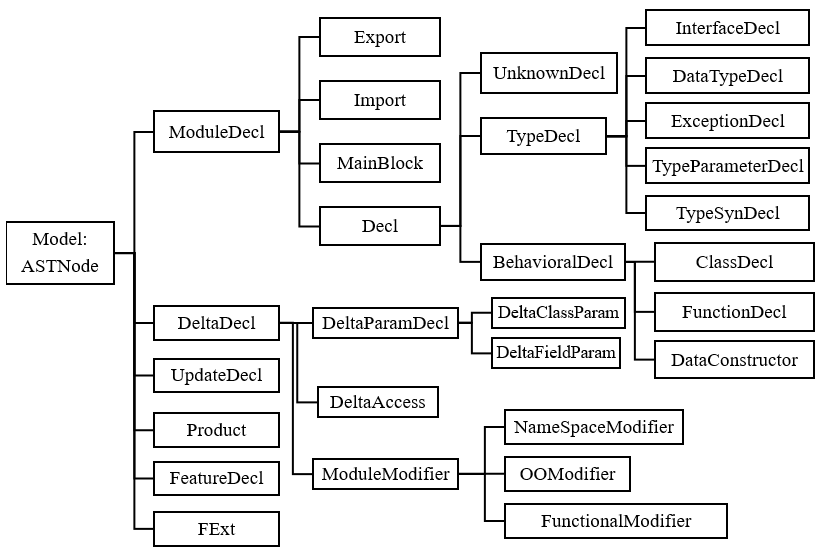 Model:
ASTNode
ModuleDecl
Export
Import
MainBlock
Decl
UnknownDecl
TypeDecl
InterfaceDecl
DataTypeDecl
ExceptionDecl
TypeParameterDecl
TypeSynDecl
BehavioralDecl
ClassDecl
FunctionDecl
DataConstructor
DeltaDecl
DeltaParamDecl
DeltaClassParam
DeltaFieldParam
DeltaAccess
ModuleModifier
NameSpaceModifier
OOModifier
FunctionalModifier
UpdateDecl
Product
FeatureDecl
FExt